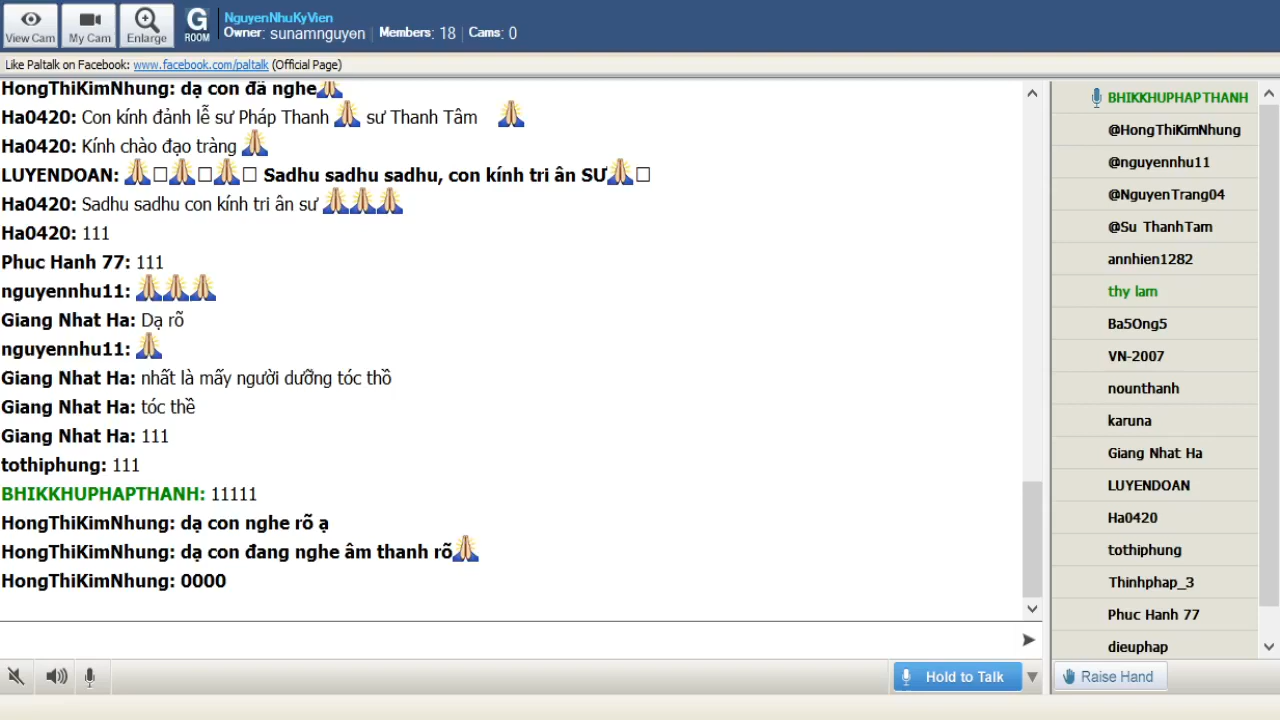 View Cam
My Cam
Enlarge
G
ROOM
NguyenNhuKyVien
Owner: sunamnguyen | Members: 18 | Cams: 0
Like Paltalk on Facebook: www.facebook.com/paltalk (Official Page)
HongThiKimNhung: dạ con đã nghe
Ha0420: Con kính đảnh lễ sư Pháp Thanh sư Thanh Tâm
Ha0420: Kính chào đạo tràng
LUYENDOAN: Sadhu sadhu sadhu, con kính tri ân SƯ
Ha0420: Sadhu sadhu con kính tri ân sư
Ha0420: 111
Phuc Hanh 77: 111
nguyennhu11:
Giang Nhat Ha: Dạ rõ
nguyennhu11:
Giang Nhat Ha: nhất là mấy người dưỡng tóc thồ
Giang Nhat Ha: tóc thề
Giang Nhat Ha: 111
tothiphung: 111
BHIKKHUPHAPTHANH: 11111
HongThiKimNhung: dạ con nghe rõ ạ
HongThiKimNhung: dạ con đang nghe âm thanh rõ
HongThiKimNhung: 0000
Hold to Talk
BHIKKHUPHAPTHANH
@HongThiKimNhung
@nguyennhu11
@NguyenTrang04
@Su ThanhTam
annhien1282
thy lam
Ba5Ong5
VN-2007
nounthanh
karuna
Giang Nhat Ha
LUYENDOAN
Ha0420
tothiphung
Thinhphap_3
Phuc Hanh 77
dieuphap
Raise Hand